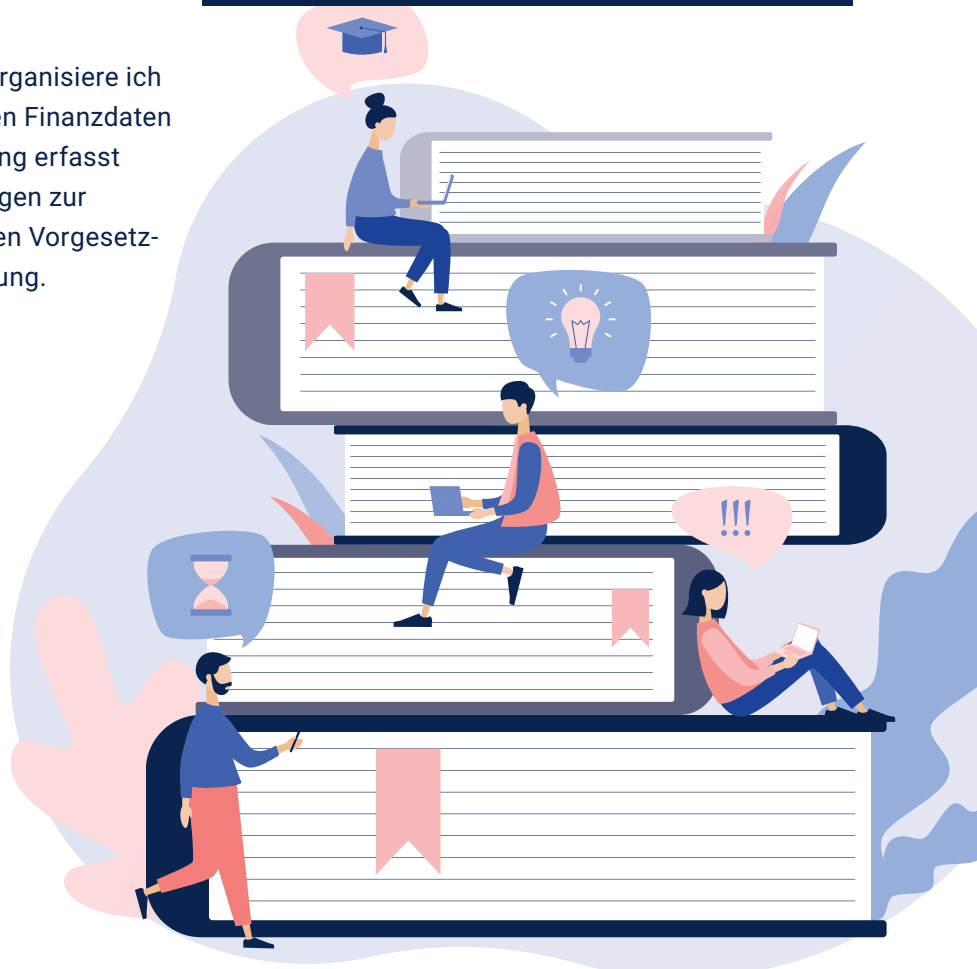 rganisiere ich
en Finanzdaten
ng erfasst
gen zur
en Vorgesetz-
ung.
!!!